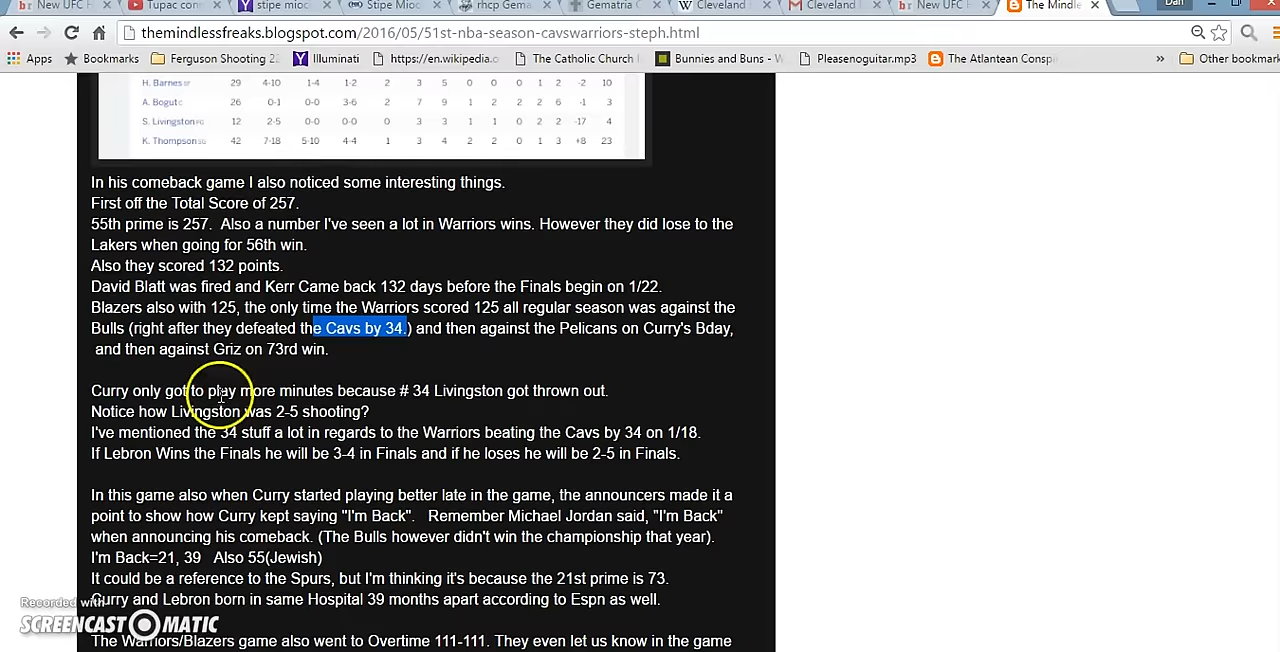 New UFC
Tupac con
stipe mioc
Stipe Mioc
rhcp Gema
Gematria C
Cleveland
Cleveland
New UFC
The Mindle
Dan
themindlessfreaks.blogspot.com/2016/05/51st-nba-season-cavswarriors-steph.html
Apps Bookmarks Ferguson Shooting 22 Illuminati https://en.wikipedia.o The Catholic Church Bunnies and Buns - W Pleasenoguitar.mp3 The Atlantean Consp » Other bookmark
H. Barnes SF 29 4-10 1-4 1-2 2 3 5 0 0 0 1 2 -2 10
A. Bogut C 26 0-1 0-0 3-6 2 7 9 1 2 2 2 6 -1 3
S. Livingston PG 12 2-5 0-0 0-0 0 3 3 1 1 0 2 2 -17 4
K. Thompson SG 42 7-18 5-10 4-4 1 3 4 2 2 0 1 3 +8 23
In his comeback game I also noticed some interesting things.
First off the Total Score of 257.
55th prime is 257.  Also a number I've seen a lot in Warriors wins. However they did lose to the
Lakers when going for 56th win.
Also they scored 132 points.
David Blatt was fired and Kerr Came back 132 days before the Finals begin on 1/22.
Blazers also with 125, the only time the Warriors scored 125 all regular season was against the
Bulls (right after they defeated the Cavs by 34.) and then against the Pelicans on Curry's Bday,
and then against Griz on 73rd win.
Curry only got to play more minutes because # 34 Livingston got thrown out.
Notice how Livingston was 2-5 shooting?
I've mentioned the 34 stuff a lot in regards to the Warriors beating the Cavs by 34 on 1/18.
If Lebron Wins the Finals he will be 3-4 in Finals and if he loses he will be 2-5 in Finals.
In this game also when Curry started playing better late in the game, the announcers made it a
point to show how Curry kept saying "I'm Back".   Remember Michael Jordan said, "I'm Back"
when announcing his comeback. (The Bulls however didn't win the championship that year).
I'm Back=21, 39   Also 55(Jewish)
It could be a reference to the Spurs, but I'm thinking it's because the 21st prime is 73.
Curry and Lebron born in same Hospital 39 months apart according to Espn as well.
Recorded with
SCREENCAST MATIC
The Warriors/Blazers game also went to Overtime 111-111. They even let us know in the game